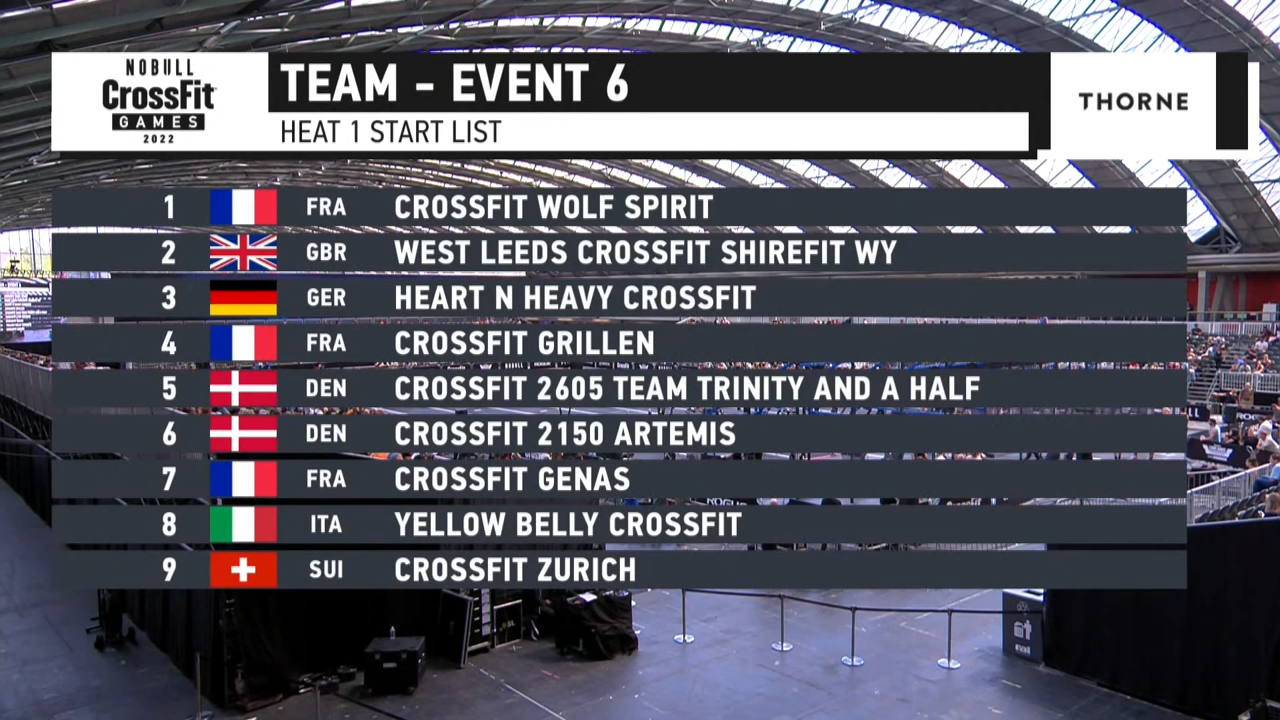 NOBULL
CrossFit
GAMES
2022
TEAM – EVENT 6
HEAT 1 START LIST
THORNE
1 FRA CROSSFIT WOLF SPIRIT
2 GBR WEST LEEDS CROSSFIT SHIREFIT WY
3 GER HEART N HEAVY CROSSFIT
4 FRA CROSSFIT GRILLEN
5 DEN CROSSFIT 2605 TEAM TRINITY AND A HALF
6 DEN CROSSFIT 2150 ARTEMIS
7 FRA CROSSFIT GENAS
8 ITA YELLOW BELLY CROSSFIT
9 SUI CROSSFIT ZURICH